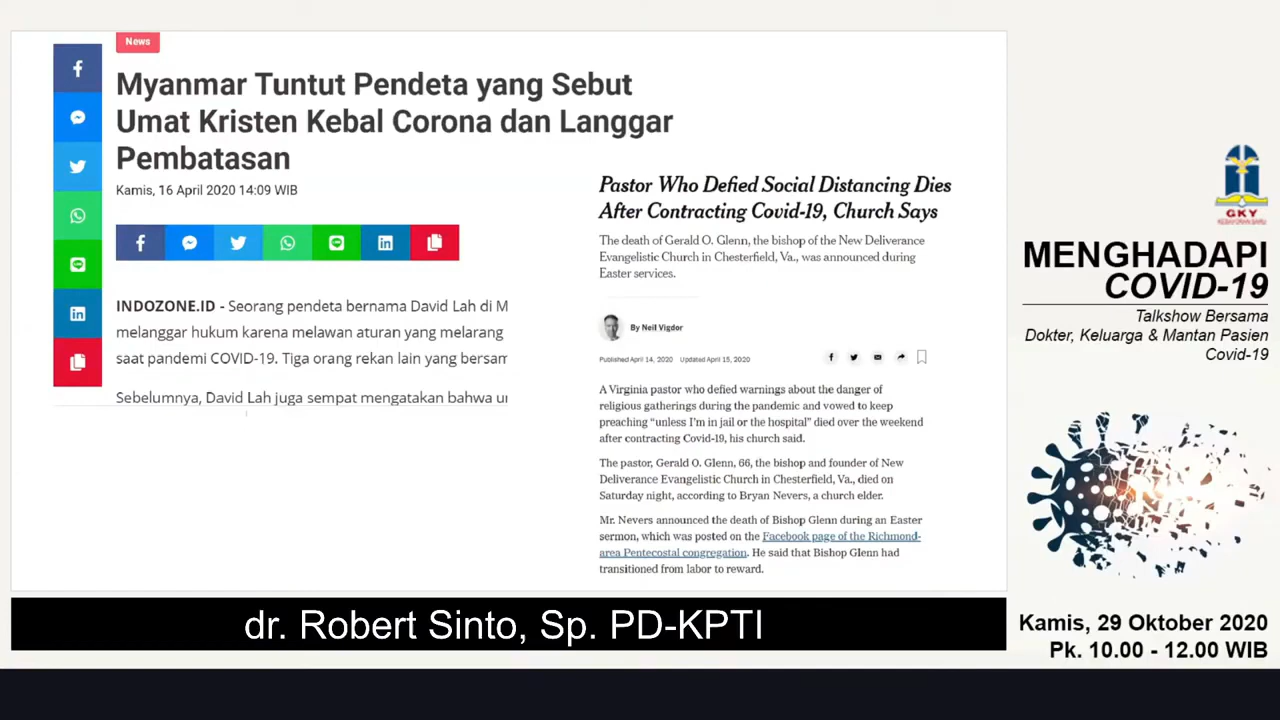 News
Myanmar Tuntut Pendeta yang Sebut
Umat Kristen Kebal Corona dan Langgar
Pembatasan
Kamis, 16 April 2020 14:09 WIB
INDOZONE.ID - Seorang pendeta bernama David Lah di M
melanggar hukum karena melawan aturan yang melarang
saat pandemi COVID-19. Tiga orang rekan lain yang bersam
Sebelumnya, David Lah juga sempat mengatakan bahwa
Pastor Who Defied Social Distancing Dies
After Contracting Covid-19, Church Says
The death of Gerald O. Glenn, the bishop of the New Deliverance
Evangelistic Church in Chesterfield, Va., was announced during
Easter services.
By Neil Vigdor
Published April 14, 2020 Updated April 15, 2020
A Virginia pastor who defied warnings about the danger of
religious gatherings during the pandemic and vowed to keep
preaching “unless I’m in jail or the hospital” died over the weekend
after contracting Covid-19, his church said.
The pastor, Gerald O. Glenn, 66, the bishop and founder of New
Deliverance Evangelistic Church in Chesterfield, Va., died on
Saturday night, according to Bryan Nevers, a church elder.
Mr. Nevers announced the death of Bishop Glenn during an Easter
sermon, which was posted on the Facebook page of the Richmond-
area Pentecostal congregation. He said that Bishop Glenn had
transitioned from labor to reward.
GKY
MENGHADAPI
COVID-19
Talkshow Bersama
Dokter, Keluarga & Mantan Pasien
Covid-19
Kamis, 29 Oktober 2020
Pk. 10.00 - 12.00 WIB
dr. Robert Sinto, Sp. PD-KPTI